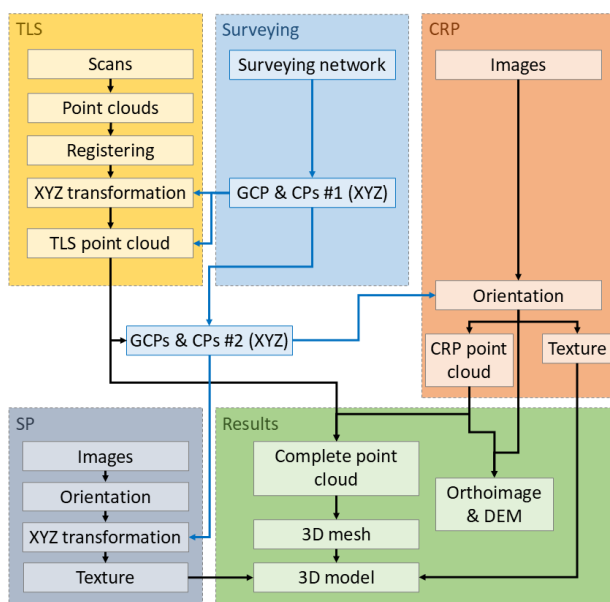 TLS
Scans
Point clouds
Registering
XYZ transformation
TLS point cloud
Surveying
Surveying network
GCP & CPs #1 (XYZ)
CRP
Images
Orientation
CRP point
cloud
Texture
GCPs & CPs #2 (XYZ)
SP
Images
Orientation
XYZ transformation
Texture
Results
Complete point
cloud
3D mesh
3D model
Orthoimage
& DEM